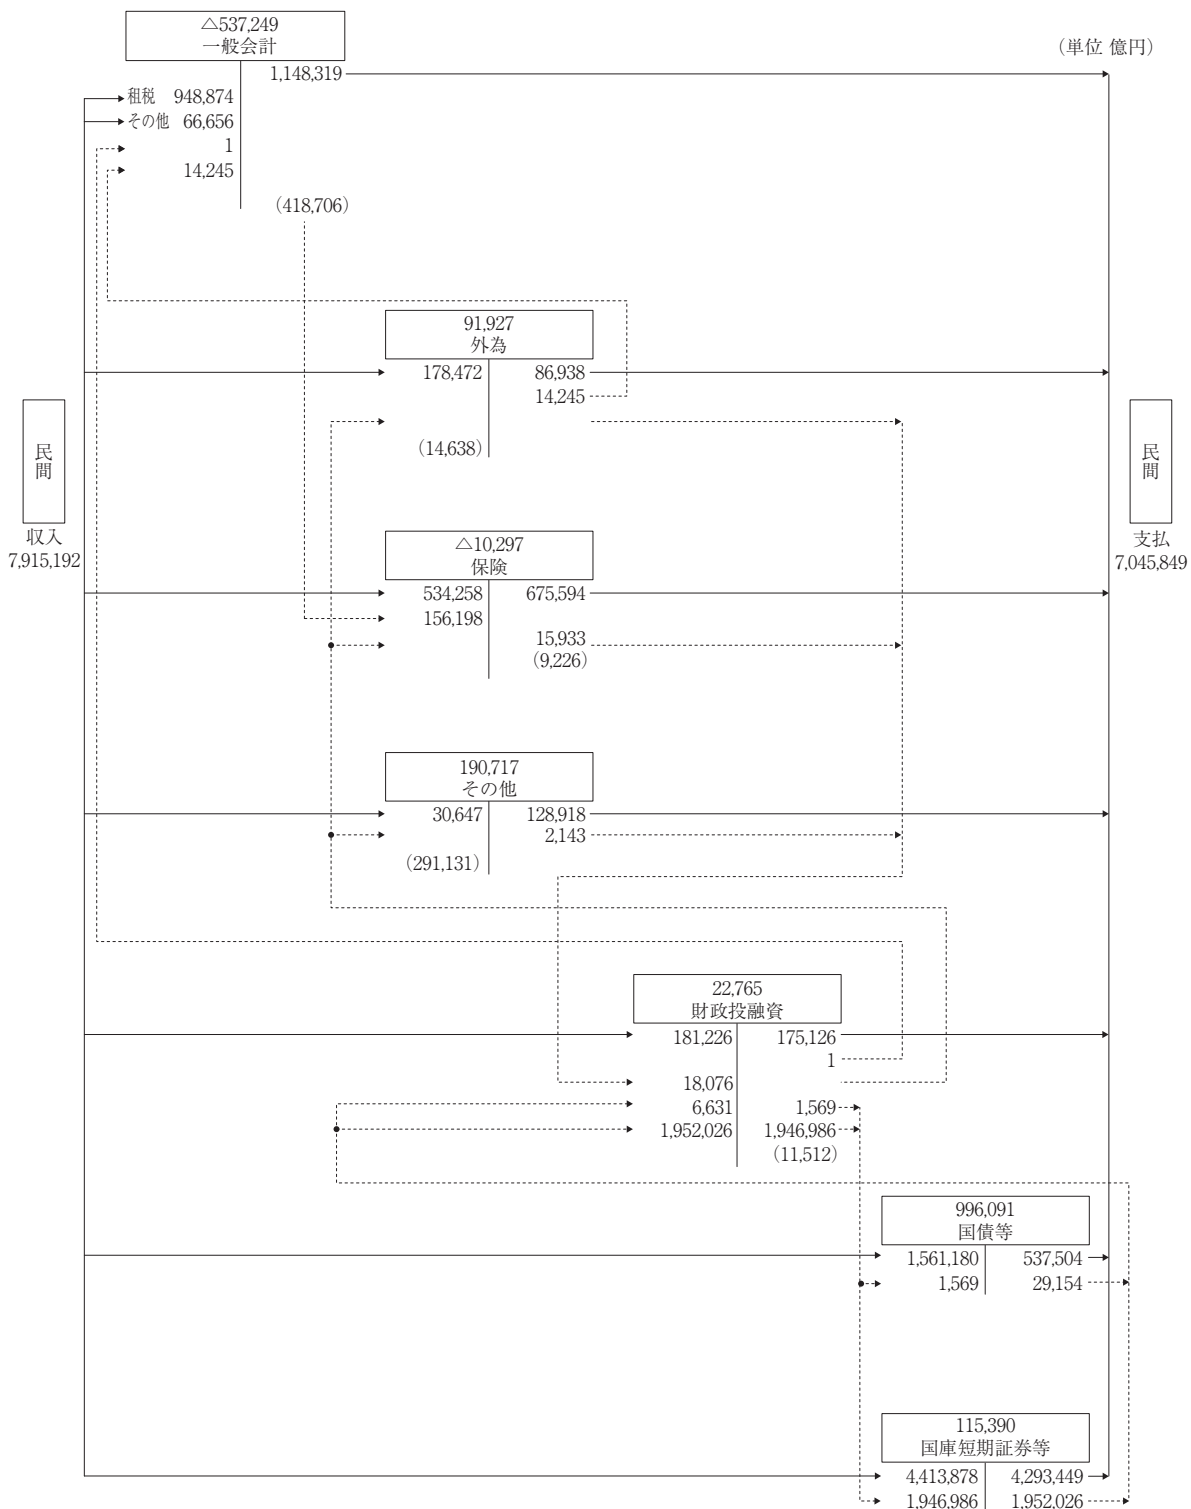 △537,249
一般会計
(単位 億円)
1,148,319
租税 948,874
その他 66,656
1
14,245
(418,706)
91,927
外為
178,472 86,938
14,245
(14,638)
民間
収入
7,915,192
民間
支払
7,045,849
△10,297
保険
534,258 675,594
156,198
15,933
(9,226)
190,717
その他
30,647 128,918
2,143
(291,131)
22,765
財政投融資
181,226 175,126
1
18,076
6,631 1,569
1,952,026 1,946,986
(11,512)
996,091
国債等
1,561,180 537,504
1,569 29,154
115,390
国庫短期証券等
4,413,878 4,293,449
1,946,986 1,952,026